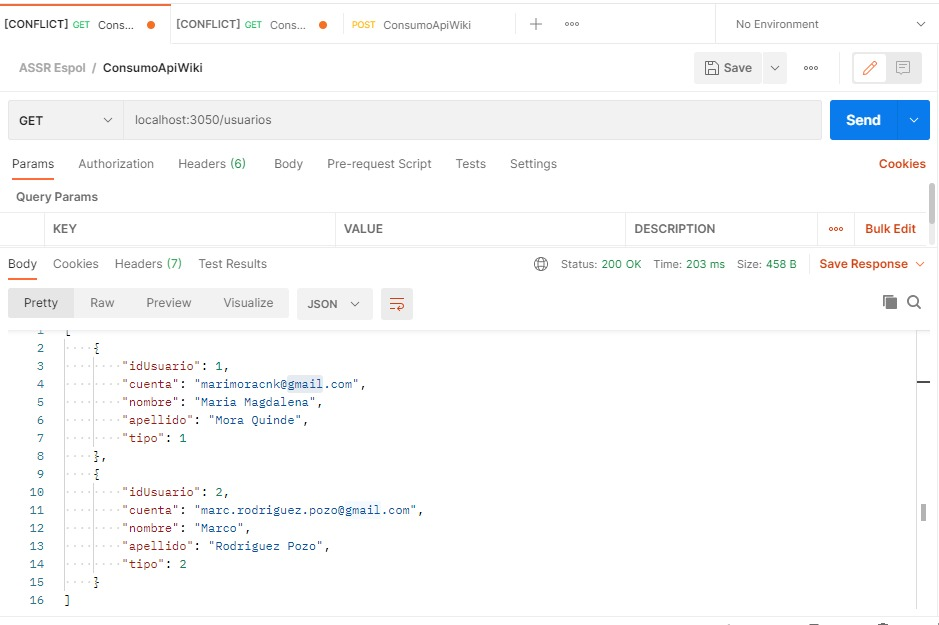 [CONFLICT] GET Cons... [CONFLICT] GET Cons... POST ConsumoApiWiki No Environment
ASSR Espol / ConsumoApiWiki Save
GET localhost:3050/usuarios Send
Params Authorization Headers (6) Body Pre-request Script Tests Settings Cookies
Query Params
KEY VALUE DESCRIPTION Bulk Edit
Body Cookies Headers (7) Test Results Status: 200 OK Time: 203 ms Size: 458 B Save Response
Pretty Raw Preview Visualize JSON
1 [
2 {
3 "idUsuario": 1,
4 "cuenta": "marimoracnk@gmail.com",
5 "nombre": "Maria Magdalena",
6 "apellido": "Mora Quinde",
7 "tipo": 1
8 },
9 {
10 "idUsuario": 2,
11 "cuenta": "marc.rodriguez.pozo@gmail.com",
12 "nombre": "Marco",
13 "apellido": "Rodriguez Pozo",
14 "tipo": 2
15 }
16 ]